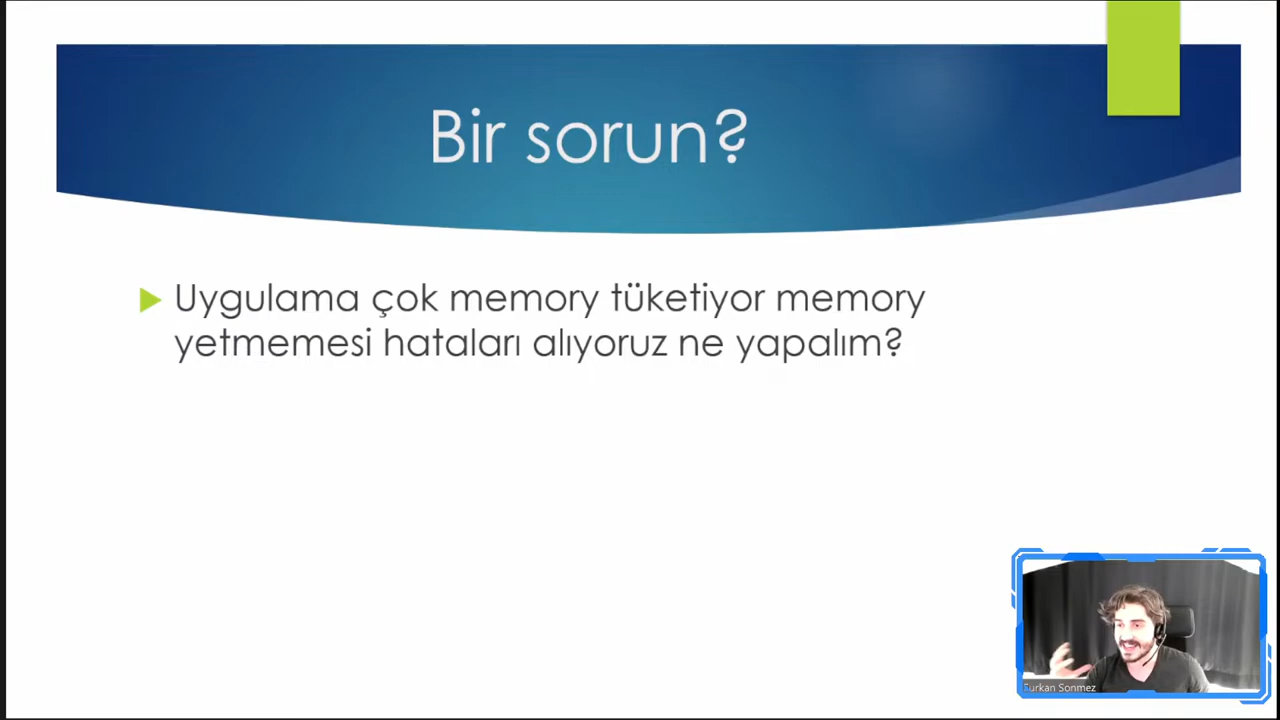 Bir sorun?
Uygulama çok memory tüketiyor memory
yetmemesi hataları alıyoruz ne yapalım?
Furkan Sonmez